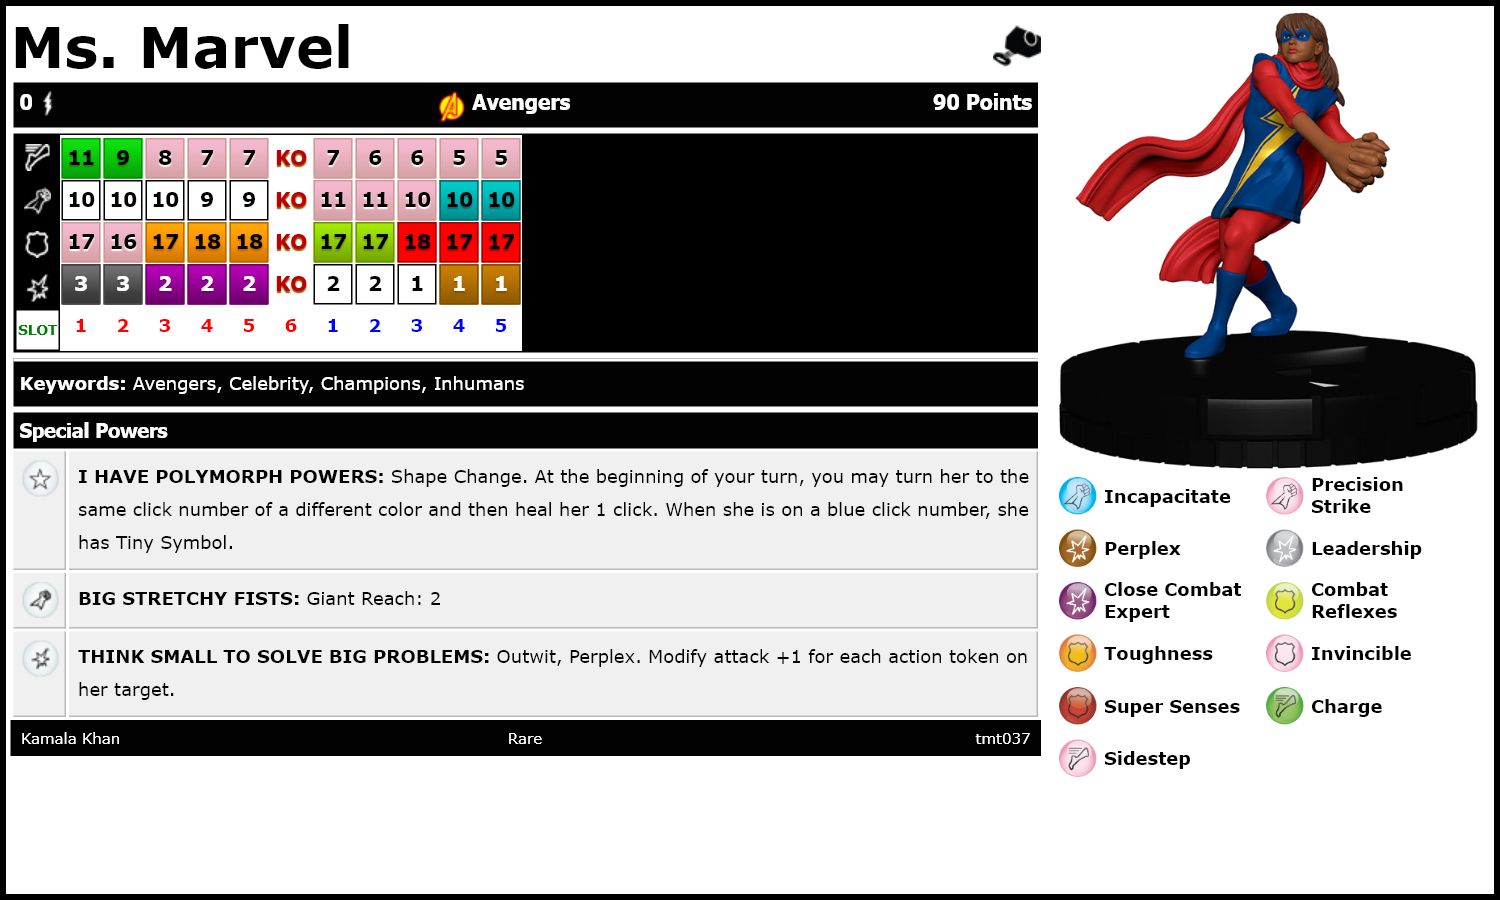 Ms. Marvel
0 Avengers 90 Points
11 9 8 7 7 KO 7 6 6 5 5
10 10 10 9 9 KO 11 11 10 10 10
17 16 17 18 18 KO 17 17 18 17 17
3 3 2 2 2 KO 2 2 1 1 1
SLOT 1 2 3 4 5 6 1 2 3 4 5
Keywords: Avengers, Celebrity, Champions, Inhumans
Special Powers
I HAVE POLYMORPH POWERS: Shape Change. At the beginning of your turn, you may turn her to the
same click number of a different color and then heal her 1 click. When she is on a blue click number, she
has Tiny Symbol.
BIG STRETCHY FISTS: Giant Reach: 2
THINK SMALL TO SOLVE BIG PROBLEMS: Outwit, Perplex. Modify attack +1 for each action token on
her target.
Kamala Khan Rare tmt037
Incapacitate
Precision
Strike
Perplex
Leadership
Close Combat
Expert
Combat
Reflexes
Toughness
Invincible
Super Senses
Charge
Sidestep